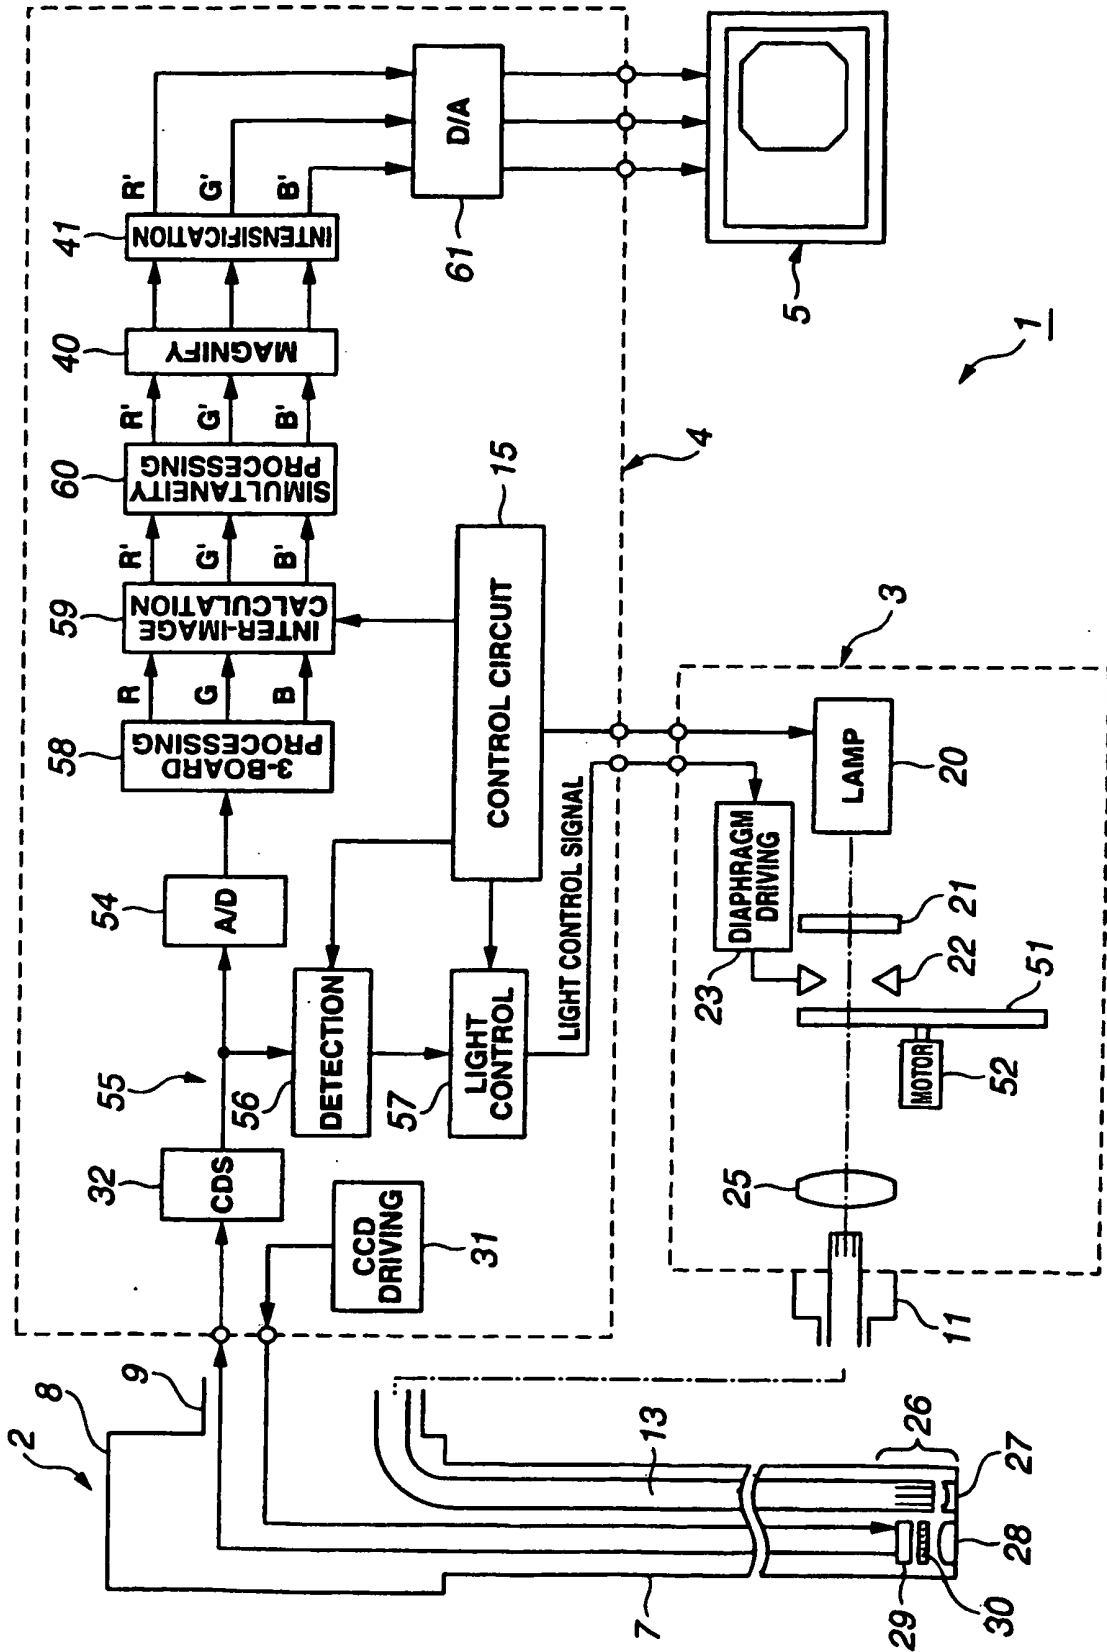 2
8
9
32
CDS
55
54
A/D
58
3-BOARD
PROCESSING
R
G
B
59
INTER-IMAGE
CALCULATION
R'
G'
B'
60
SIMULTANEITY
PROCESSING
R'
G'
B'
40
MAGNIFY
41
INTENSIFICATION
R'
G'
B'
D/A
61
5
CCD
DRIVING
31
56
DETECTION
57
LIGHT
CONTROL
15
CONTROL CIRCUIT
LIGHT CONTROL SIGNAL
4
1
3
LAMP
20
DIAPHRAGM
DRIVING
23
21
22
51
MOTOR
52
25
11
13
7
26
27
28
29
30